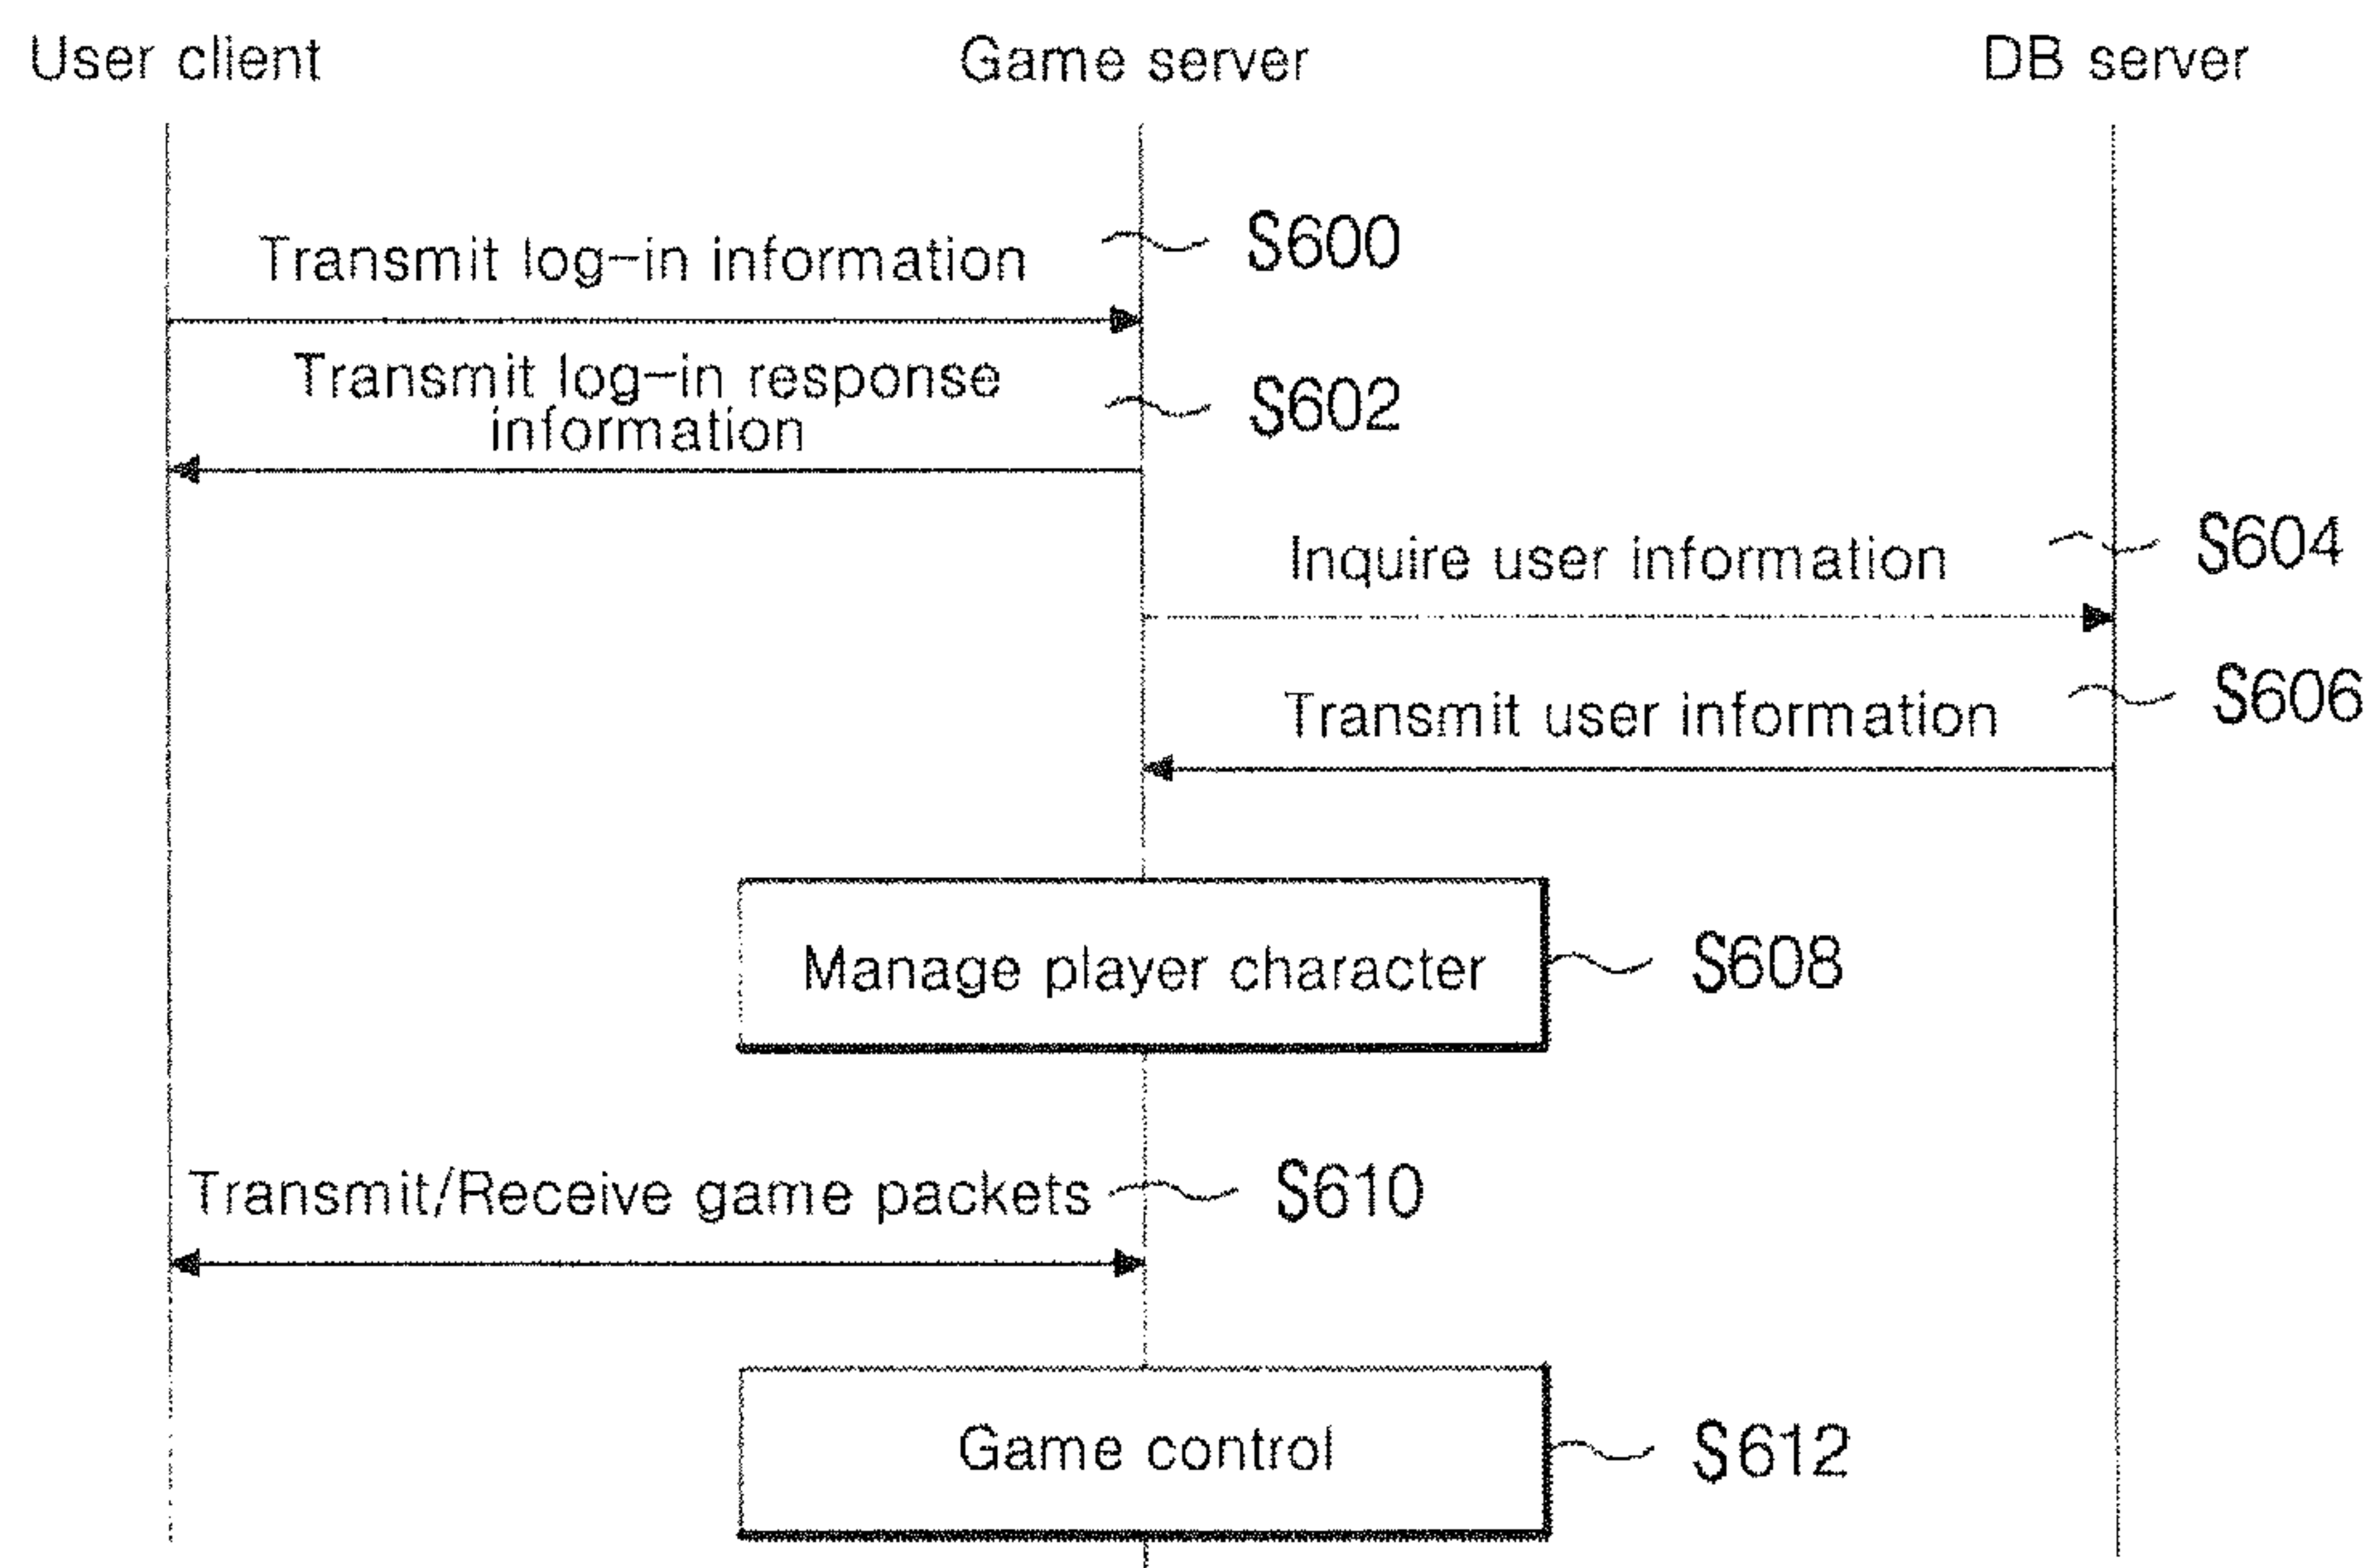 User client
Game server
DB server
Transmit log-in information
S600
Transmit log-in response
information
S602
Inquire user information
S604
Transmit user information
S606
Manage player character
S608
Transmit/Receive game packets
S610
Game control
S612